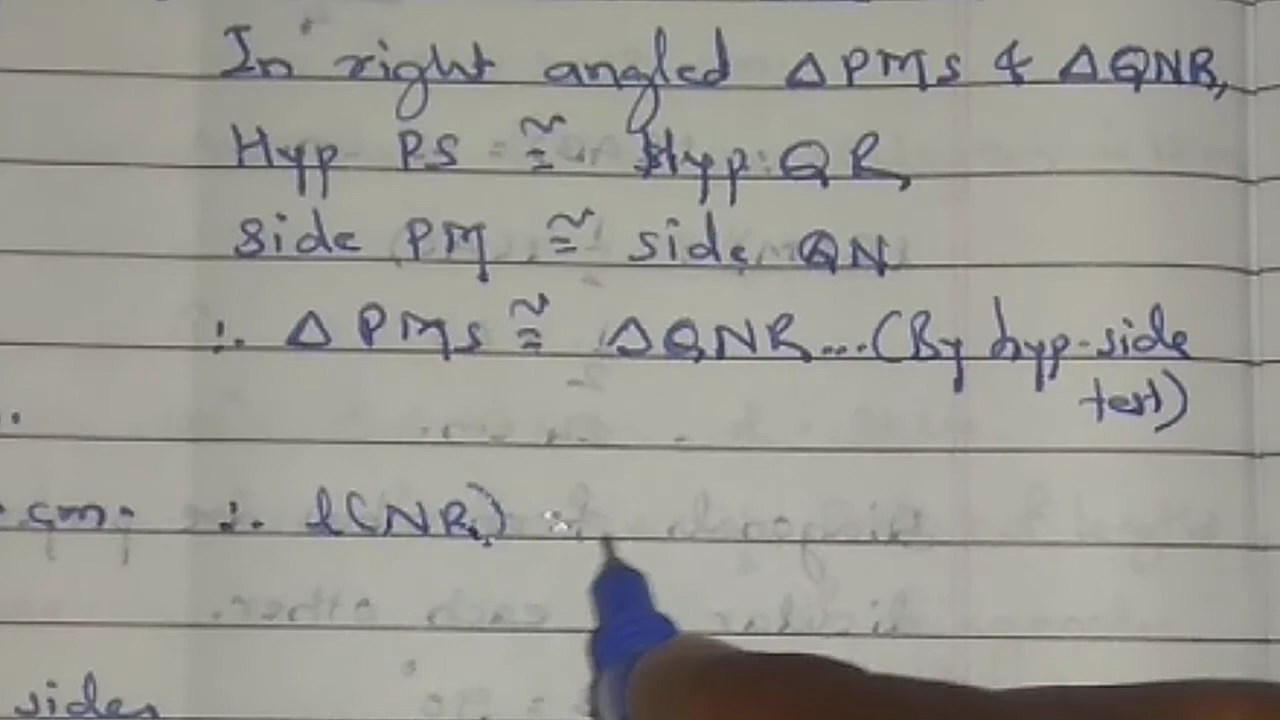 In right angled △PMS & △QNR,
Hyp PS ≅ Hyp. QR,
side PM ≅ side QN
∴ △PMS ≅ △QNR...(By hyp-side
test)
cm. ∴ l(NR) =
sides